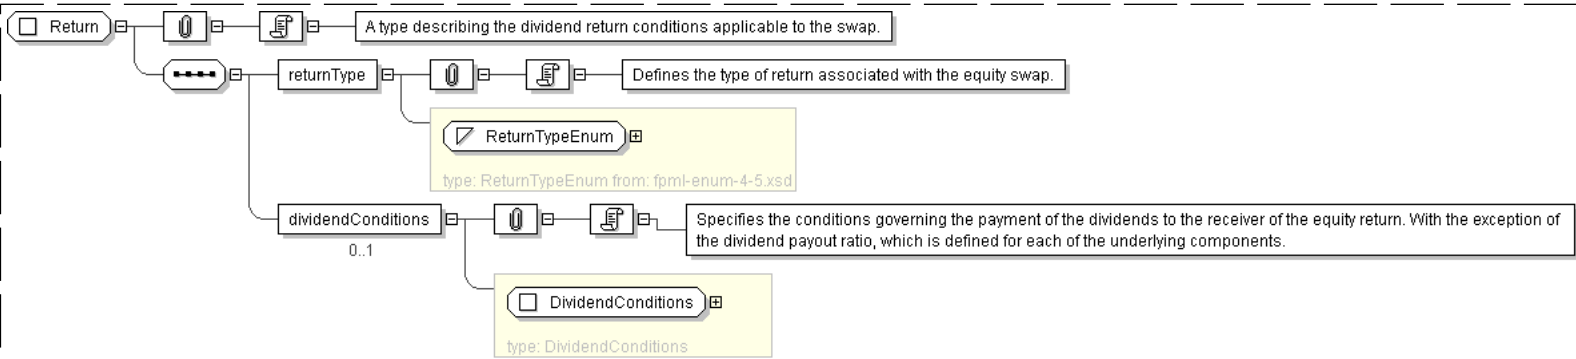 Return
A type describing the dividend return conditions applicable to the swap.
returnType
Defines the type of return associated with the equity swap.
ReturnTypeEnum
type: ReturnTypeEnum from: fpml-enum-4-5.xsd
dividendConditions
0..1
Specifies the conditions governing the payment of the dividends to the receiver of the equity return. With the exception of
the dividend payout ratio, which is defined for each of the underlying components.
DividendConditions
type: DividendConditions